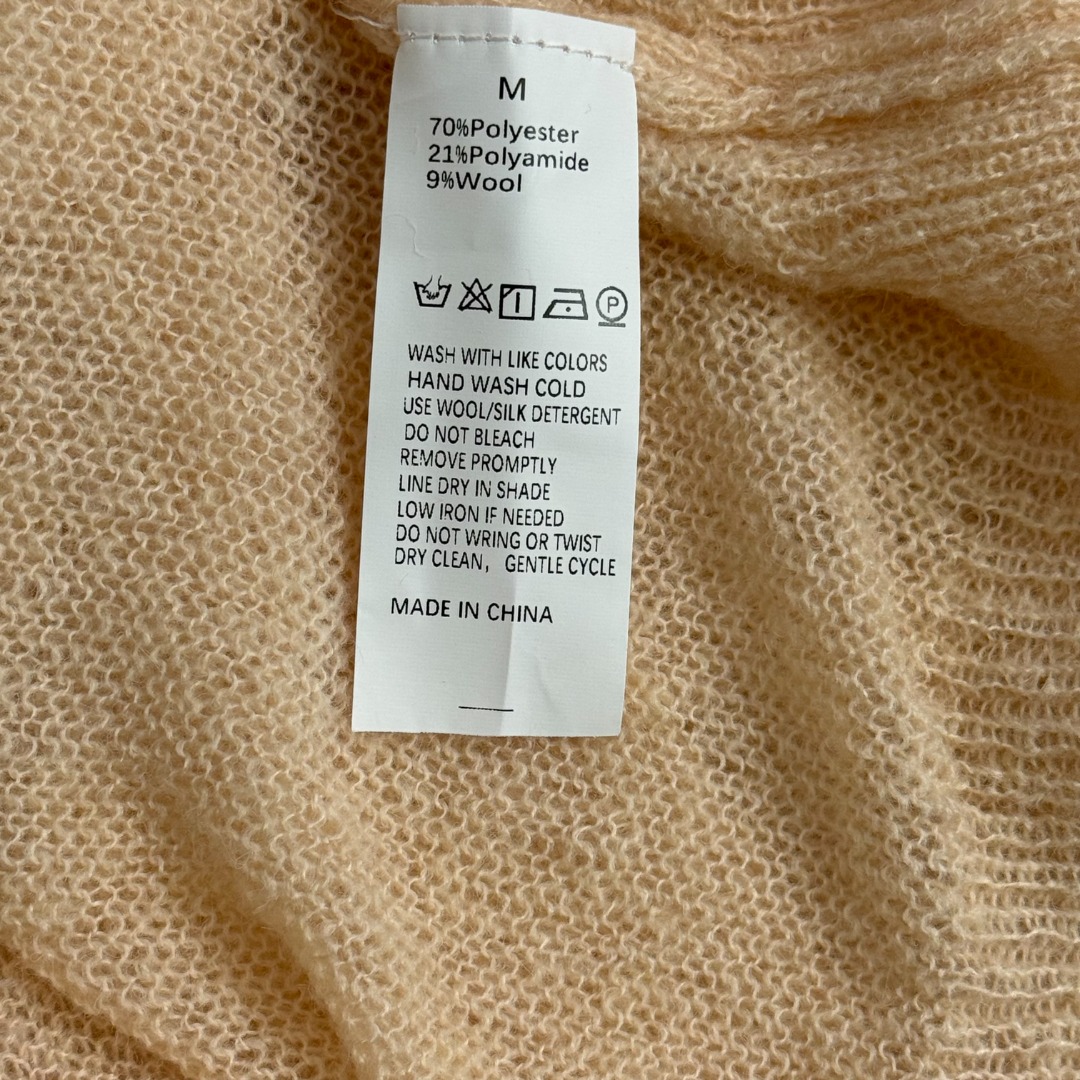 M
70%Polyester
21%Polyamide
9%Wool
P
WASH WITH LIKE COLORS
HAND WASH COLD
USE WOOL/SILK DETERGENT
DO NOT BLEACH
REMOVE PROMPTLY
LINE DRY IN SHADE
LOW IRON IF NEEDED
DO NOT WRING OR TWIST
DRY CLEAN, GENTLE CYCLE
MADE IN CHINA